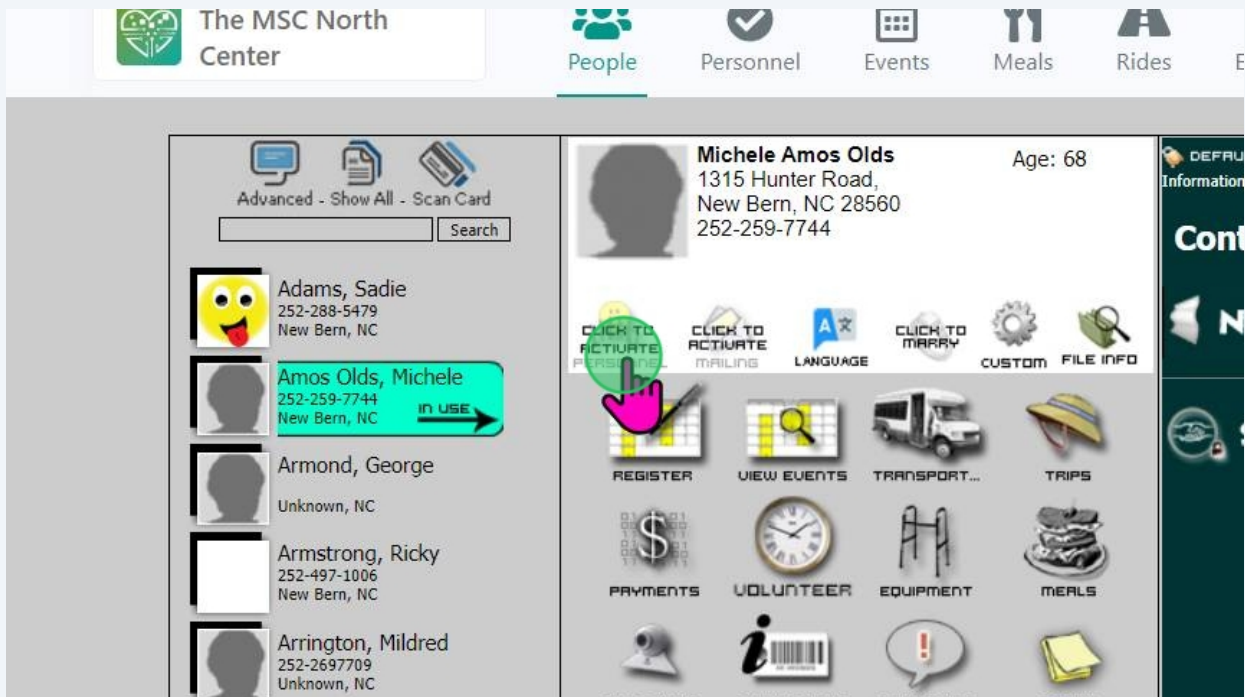 The MSC North
Center
People
Personnel
Events
Meals
Rides
E
Advanced - Show All - Scan Card
Search
Adams, Sadie
252-288-5479
New Bern, NC
Amos Olds, Michele
252-259-7744
New Bern, NC
IN USE
Armond, George
Unknown, NC
Armstrong, Ricky
252-497-1006
New Bern, NC
Arrington, Mildred
252-2697709
Unknown, NC
Michele Amos Olds
Age: 68
1315 Hunter Road,
New Bern, NC 28560
252-259-7744
CLICK TO
ACTIVATE
PERSONNEL
CLICK TO
ACTIVATE
MAILING
LANGUAGE
CLICK TO
MARRY
CUSTOM
FILE INFO
REGISTER
VIEW EVENTS
TRANSPORT...
TRIPS
PAYMENTS
VOLUNTEER
EQUIPMENT
MEALS
DEFAU
Information
Cont
N
S